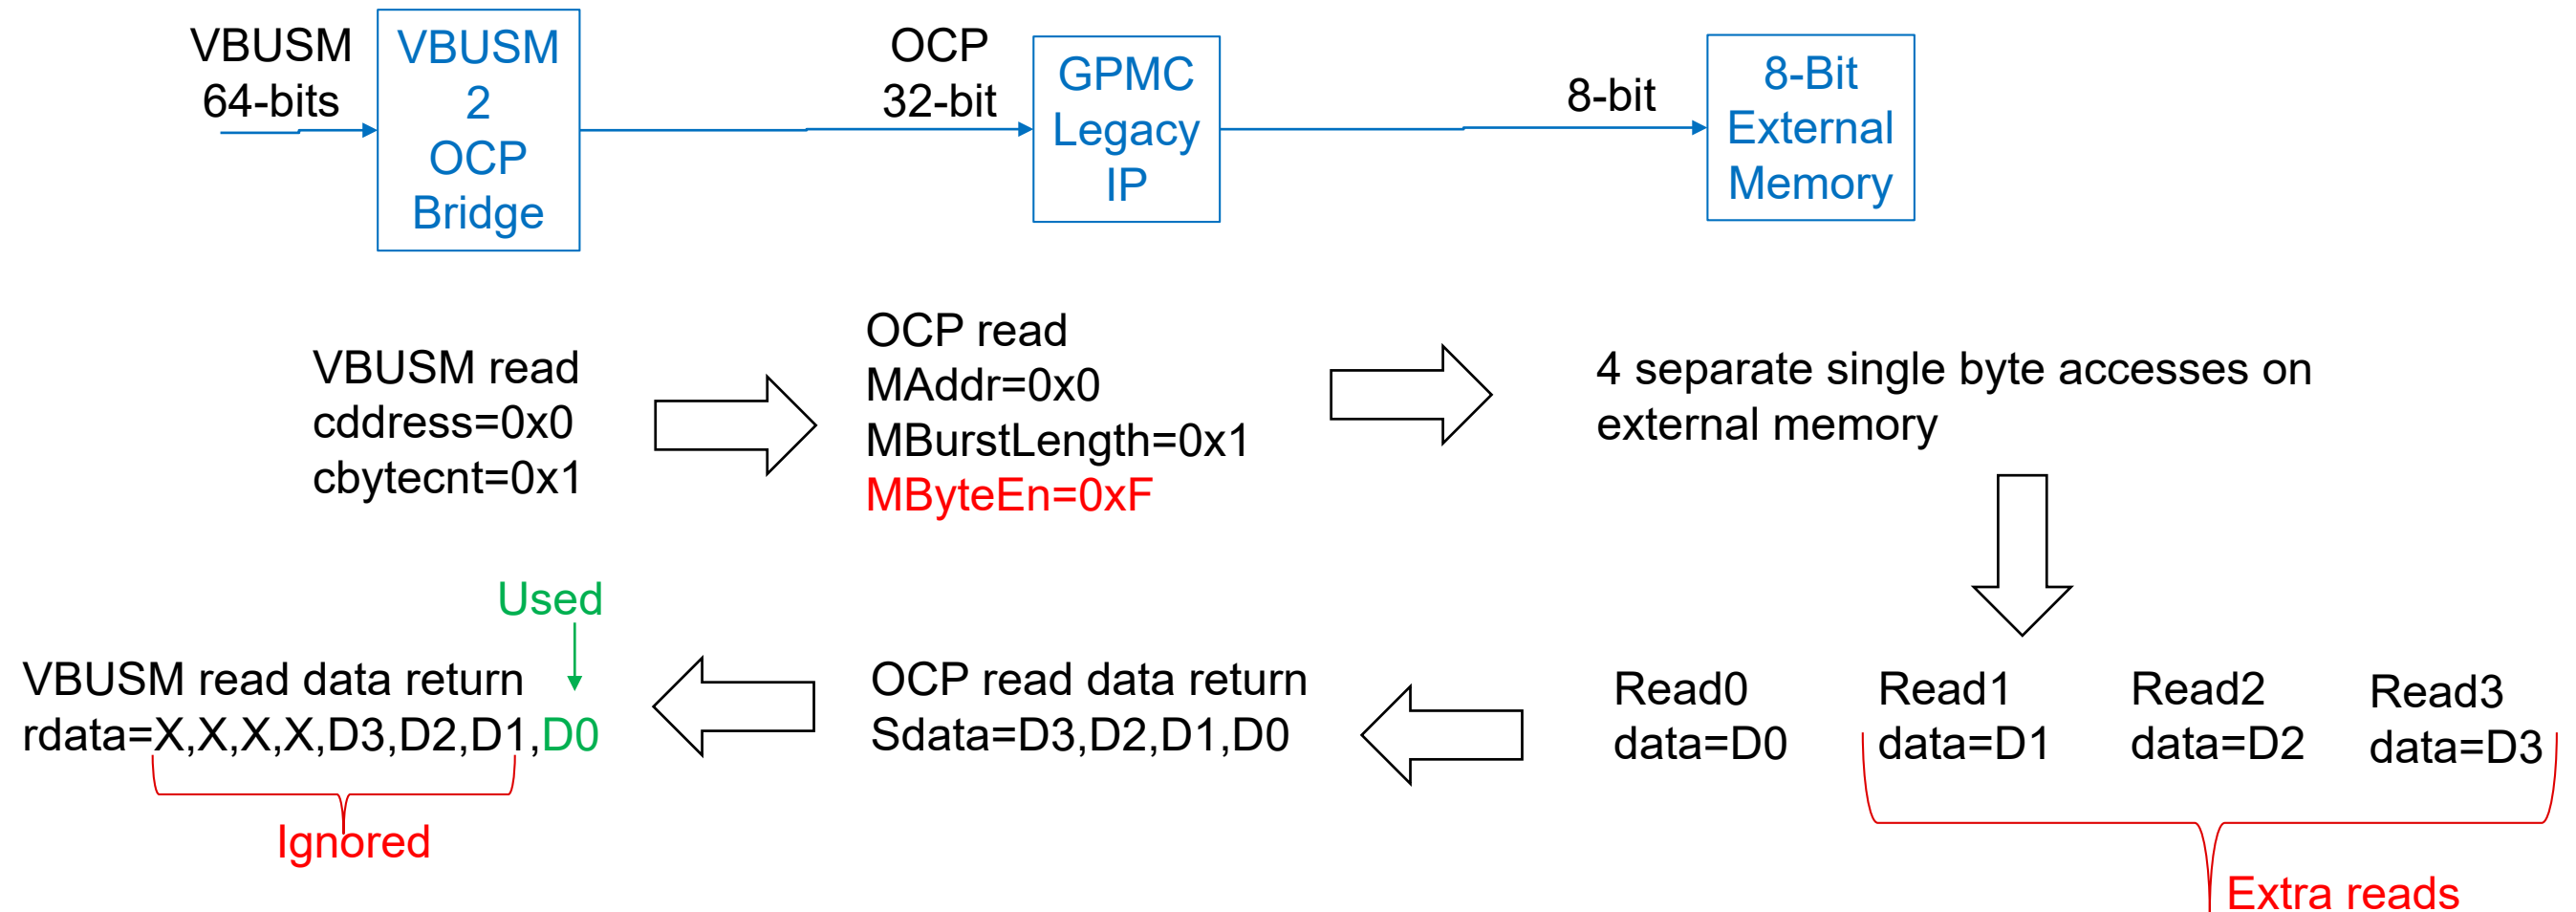 VBUSM
64-bits
VBUSM
2
OCP
Bridge
OCP
32-bit
GPMC
Legacy
IP
8-bit
8-Bit
External
Memory
VBUSM read
cddress=0x0
cbytecnt=0x1
OCP read
MAddr=0x0
MBurstLength=0x1
MByteEn=0xF
4 separate single byte accesses on
external memory
Used
VBUSM read data return
rdata=X,X,X,X,D3,D2,D1,D0
Ignored
OCP read data return
Sdata=D3,D2,D1,D0
Read0
data=D0
Read1
data=D1
Read2
data=D2
Read3
data=D3
Extra reads